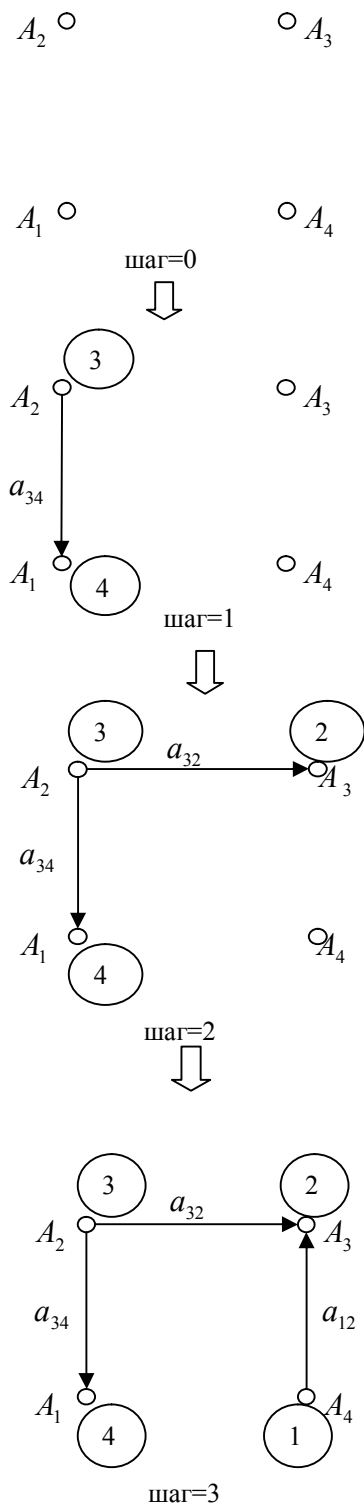 A₂ A₃
A₁ A₄
шаг=0
3
A₂ A₃
a₃₄
A₁ A₄
4
шаг=1
3 2
a₃₂
A₂ A₃
a₃₄
A₁ A₄
4
шаг=2
3 2
a₃₂
A₂ A₃
a₃₄ a₁₂
A₁ A₄
4 1
шаг=3